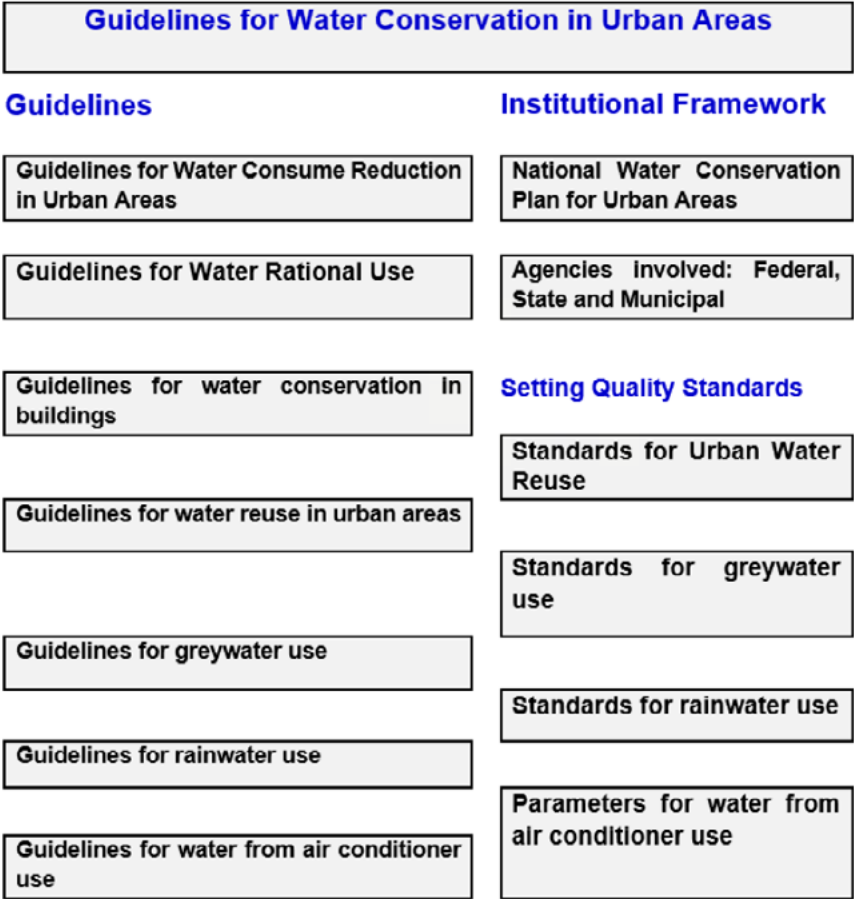 Guidelines for Water Conservation in Urban Areas
Guidelines
Guidelines for Water Consume Reduction
in Urban Areas
Guidelines for Water Rational Use
Guidelines for water conservation in
buildings
Guidelines for water reuse in urban areas
Guidelines for greywater use
Guidelines for rainwater use
Guidelines for water from air conditioner
use
Institutional Framework
National Water Conservation
Plan for Urban Areas
Agencies involved: Federal,
State and Municipal
Setting Quality Standards
Standards for Urban Water
Reuse
Standards for greywater
use
Standards for rainwater use
Parameters for water from
air conditioner use